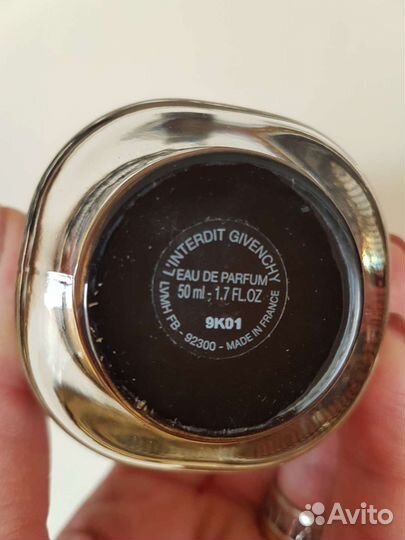 L'INTERDIT GIVENCHY
EAU DE PARFUM
50 ml - 1.7 FL.OZ
9K01
LVMH FB - 92300 - MADE IN FRANCE
Avito